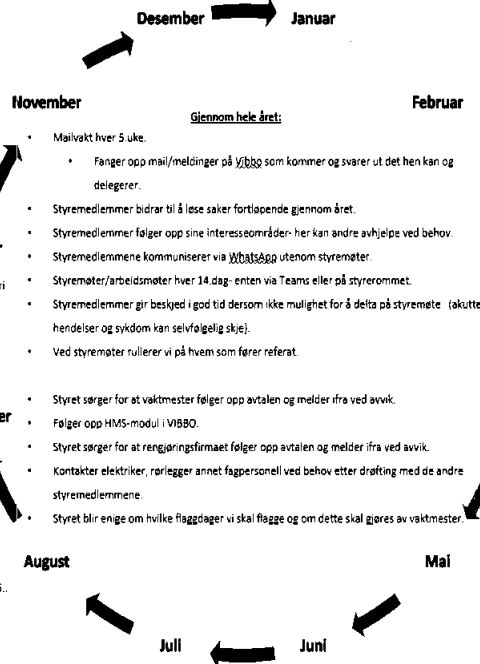 Desember
Januar
November
Februar
Gjennom hele året:
• Mailvakt hver 5.uke.
• Fanger opp mail/meldinger på Vibbo som kommer og svarer ut det hen kan og
delegerer.
• Styremedlemmer bidrar til å løse saker fortløpende gjennom året.
• Styremedlemmer følger opp sine interesseområder- her kan andre avhjelpe ved behov.
• Styremedlemmene kommuniserer via WhatsApp utenom styremøter.
ri
• Styremøter/arbeidsmøter hver 14.dag- enten via Teams eller på styrerommet.
• Styremedlemmer gir beskjed i god tid dersom ikke mulighet for å delta på styremøte (akutte
hendelser og sykdom kan selvfølgelig skje).
• Ved styremøter rullerer vi på hvem som fører referat.
• Styret sørger for at vaktmester følger opp avtalen og melder ifra ved avvik.
er
• Følger opp HMS-modul i VIBBO.
• Styret sørger for at rengjøringsfirmaet følger opp avtalen og melder ifra ved avvik.
• Kontakter elektriker, rørlegger annet fagpersonell ved behov etter drøfting med de andre
styremedlemmene.
• Styret blir enige om hvilke flaggdager vi skal flagge og om dette skal gjøres av vaktmester.
August
Mai
Juli
Juni